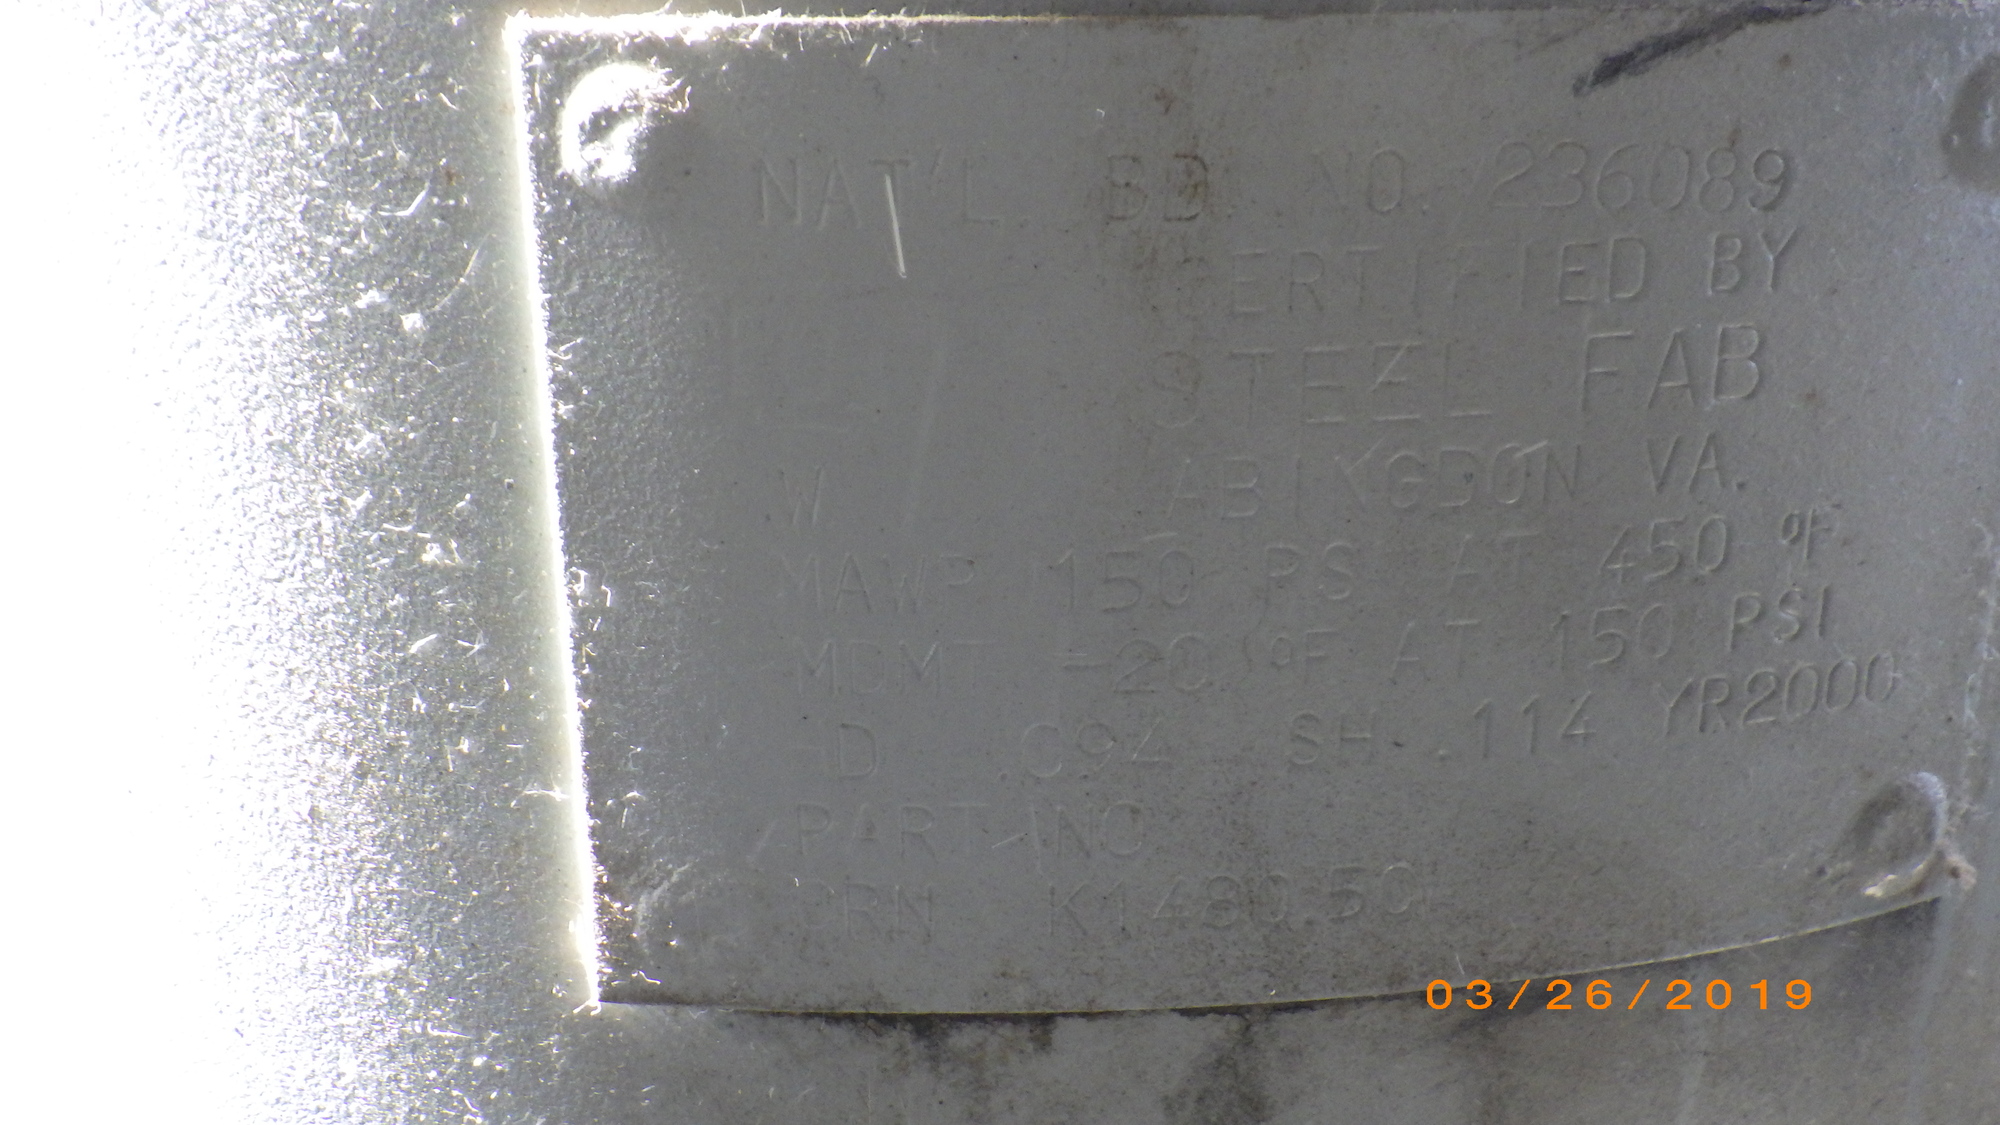 NAT'L. BD. NO. 236089
CERTIFIED BY
STEEL FAB
W ABINGDON VA.
MAWP 150 PSI AT 450 °F
MDMT -20 °F AT 150 PSI
HD .094 SH .114 YR2000
PART NO
CRN K1480.50
03/26/2019